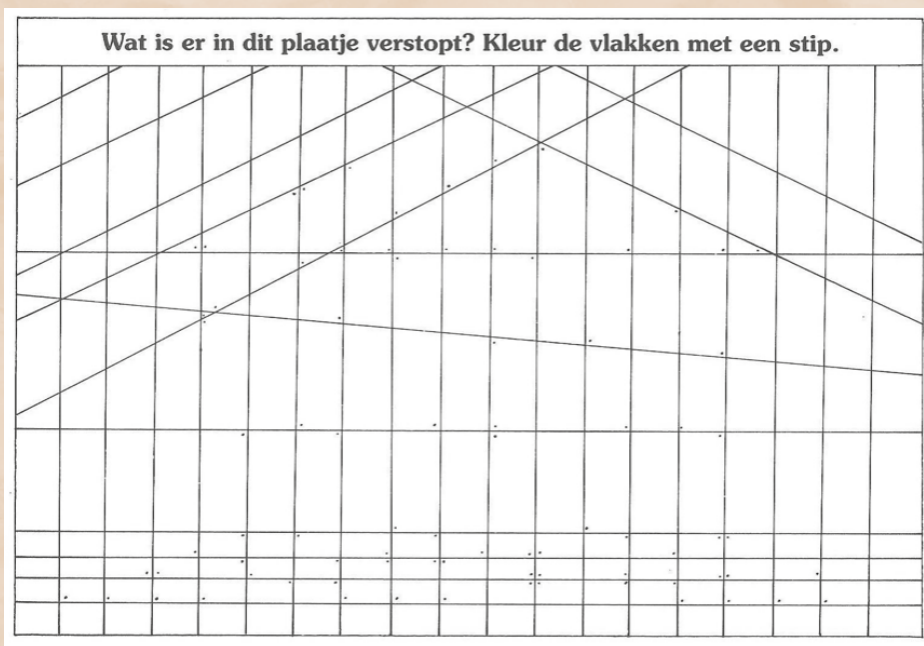 Wat is er in dit plaatje verstopt? Kleur de vlakken met een stip.